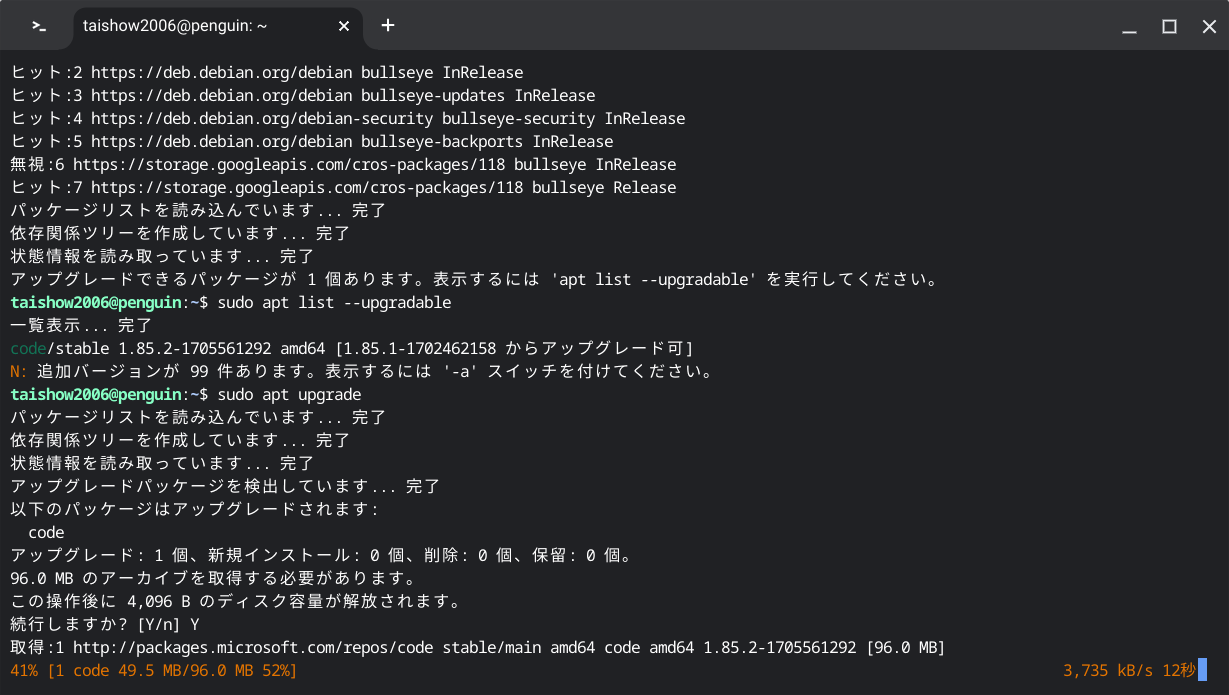 >_ taishow2006@penguin: ~ × + _ □ ×
ヒット:2 https://deb.debian.org/debian bullseye InRelease
ヒット:3 https://deb.debian.org/debian bullseye-updates InRelease
ヒット:4 https://deb.debian.org/debian-security bullseye-security InRelease
ヒット:5 https://deb.debian.org/debian bullseye-backports InRelease
無視:6 https://storage.googleapis.com/cros-packages/118 bullseye InRelease
ヒット:7 https://storage.googleapis.com/cros-packages/118 bullseye Release
パッケージリストを読み込んでいます... 完了
依存関係ツリーを作成しています... 完了
状態情報を読み取っています... 完了
アップグレードできるパッケージが 1 個あります。表示するには 'apt list --upgradable' を実行してください。
taishow2006@penguin:~$ sudo apt list --upgradable
一覧表示... 完了
code/stable 1.85.2-1705561292 amd64 [1.85.1-1702462158 からアップグレード可]
N: 追加バージョンが 99 件あります。表示するには '-a' スイッチを付けてください。
taishow2006@penguin:~$ sudo apt upgrade
パッケージリストを読み込んでいます... 完了
依存関係ツリーを作成しています... 完了
状態情報を読み取っています... 完了
アップグレードパッケージを検出しています... 完了
以下のパッケージはアップグレードされます:
  code
アップグレード: 1 個、新規インストール: 0 個、削除: 0 個、保留: 0 個。
96.0 MB のアーカイブを取得する必要があります。
この操作後に 4,096 B のディスク容量が解放されます。
続行しますか? [Y/n] Y
取得:1 http://packages.microsoft.com/repos/code stable/main amd64 code amd64 1.85.2-1705561292 [96.0 MB]
41% [1 code 49.5 MB/96.0 MB 52%] 3,735 kB/s 12秒